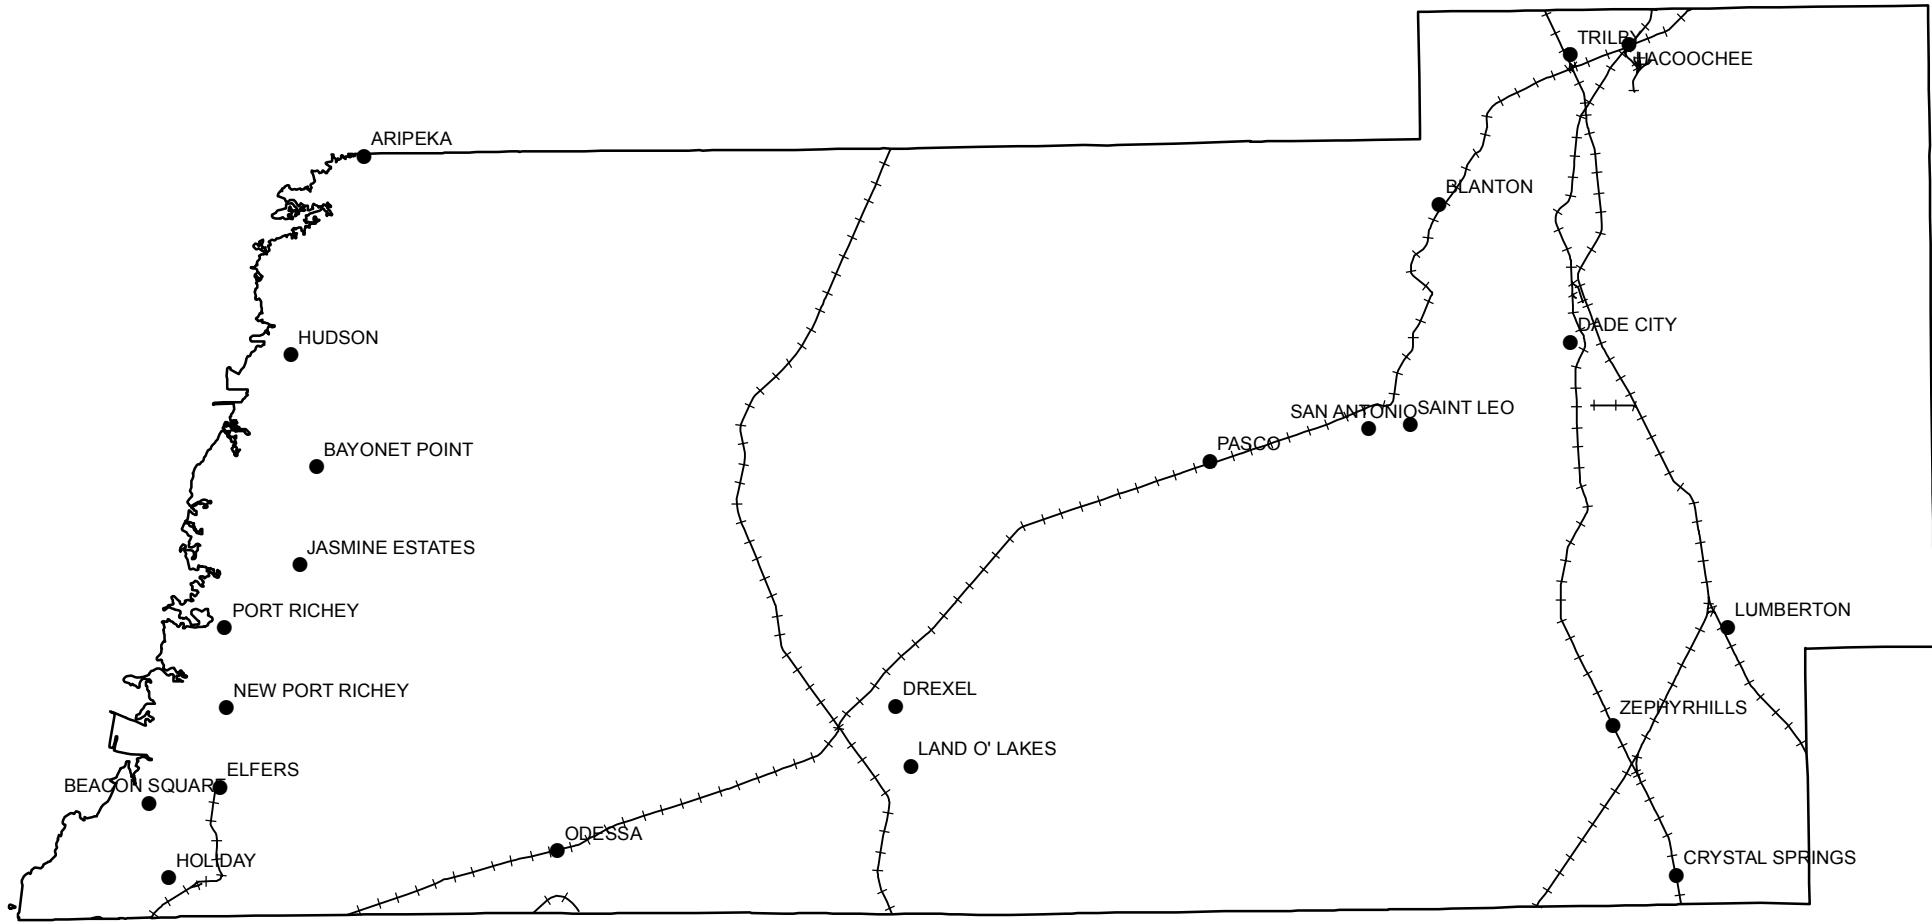 TRILBY
LACOOCHEE
ARIPEKA
BLANTON
HUDSON
DADE CITY
SAN ANTONIO
SAINT LEO
PASCO
BAYONET POINT
JASMINE ESTATES
PORT RICHEY
LUMBERTON
NEW PORT RICHEY
DREXEL
ZEPHYRHILLS
LAND O' LAKES
ELFERS
BEACON SQUARE
ODESSA
HOLIDAY
CRYSTAL SPRINGS